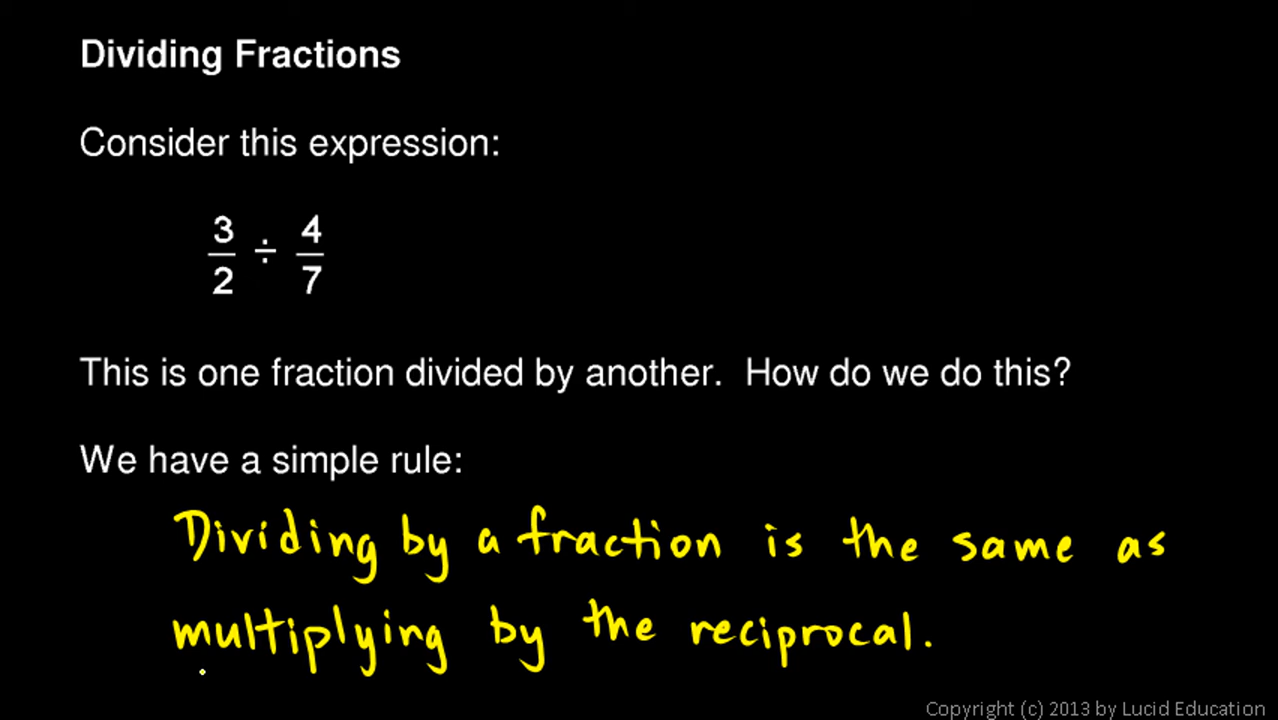 Dividing Fractions
Consider this expression:
3/2 ÷ 4/7
This is one fraction divided by another. How do we do this?
We have a simple rule:
Dividing by a fraction is the same as
multiplying by the reciprocal.
Copyright (c) 2013 by Lucid Education